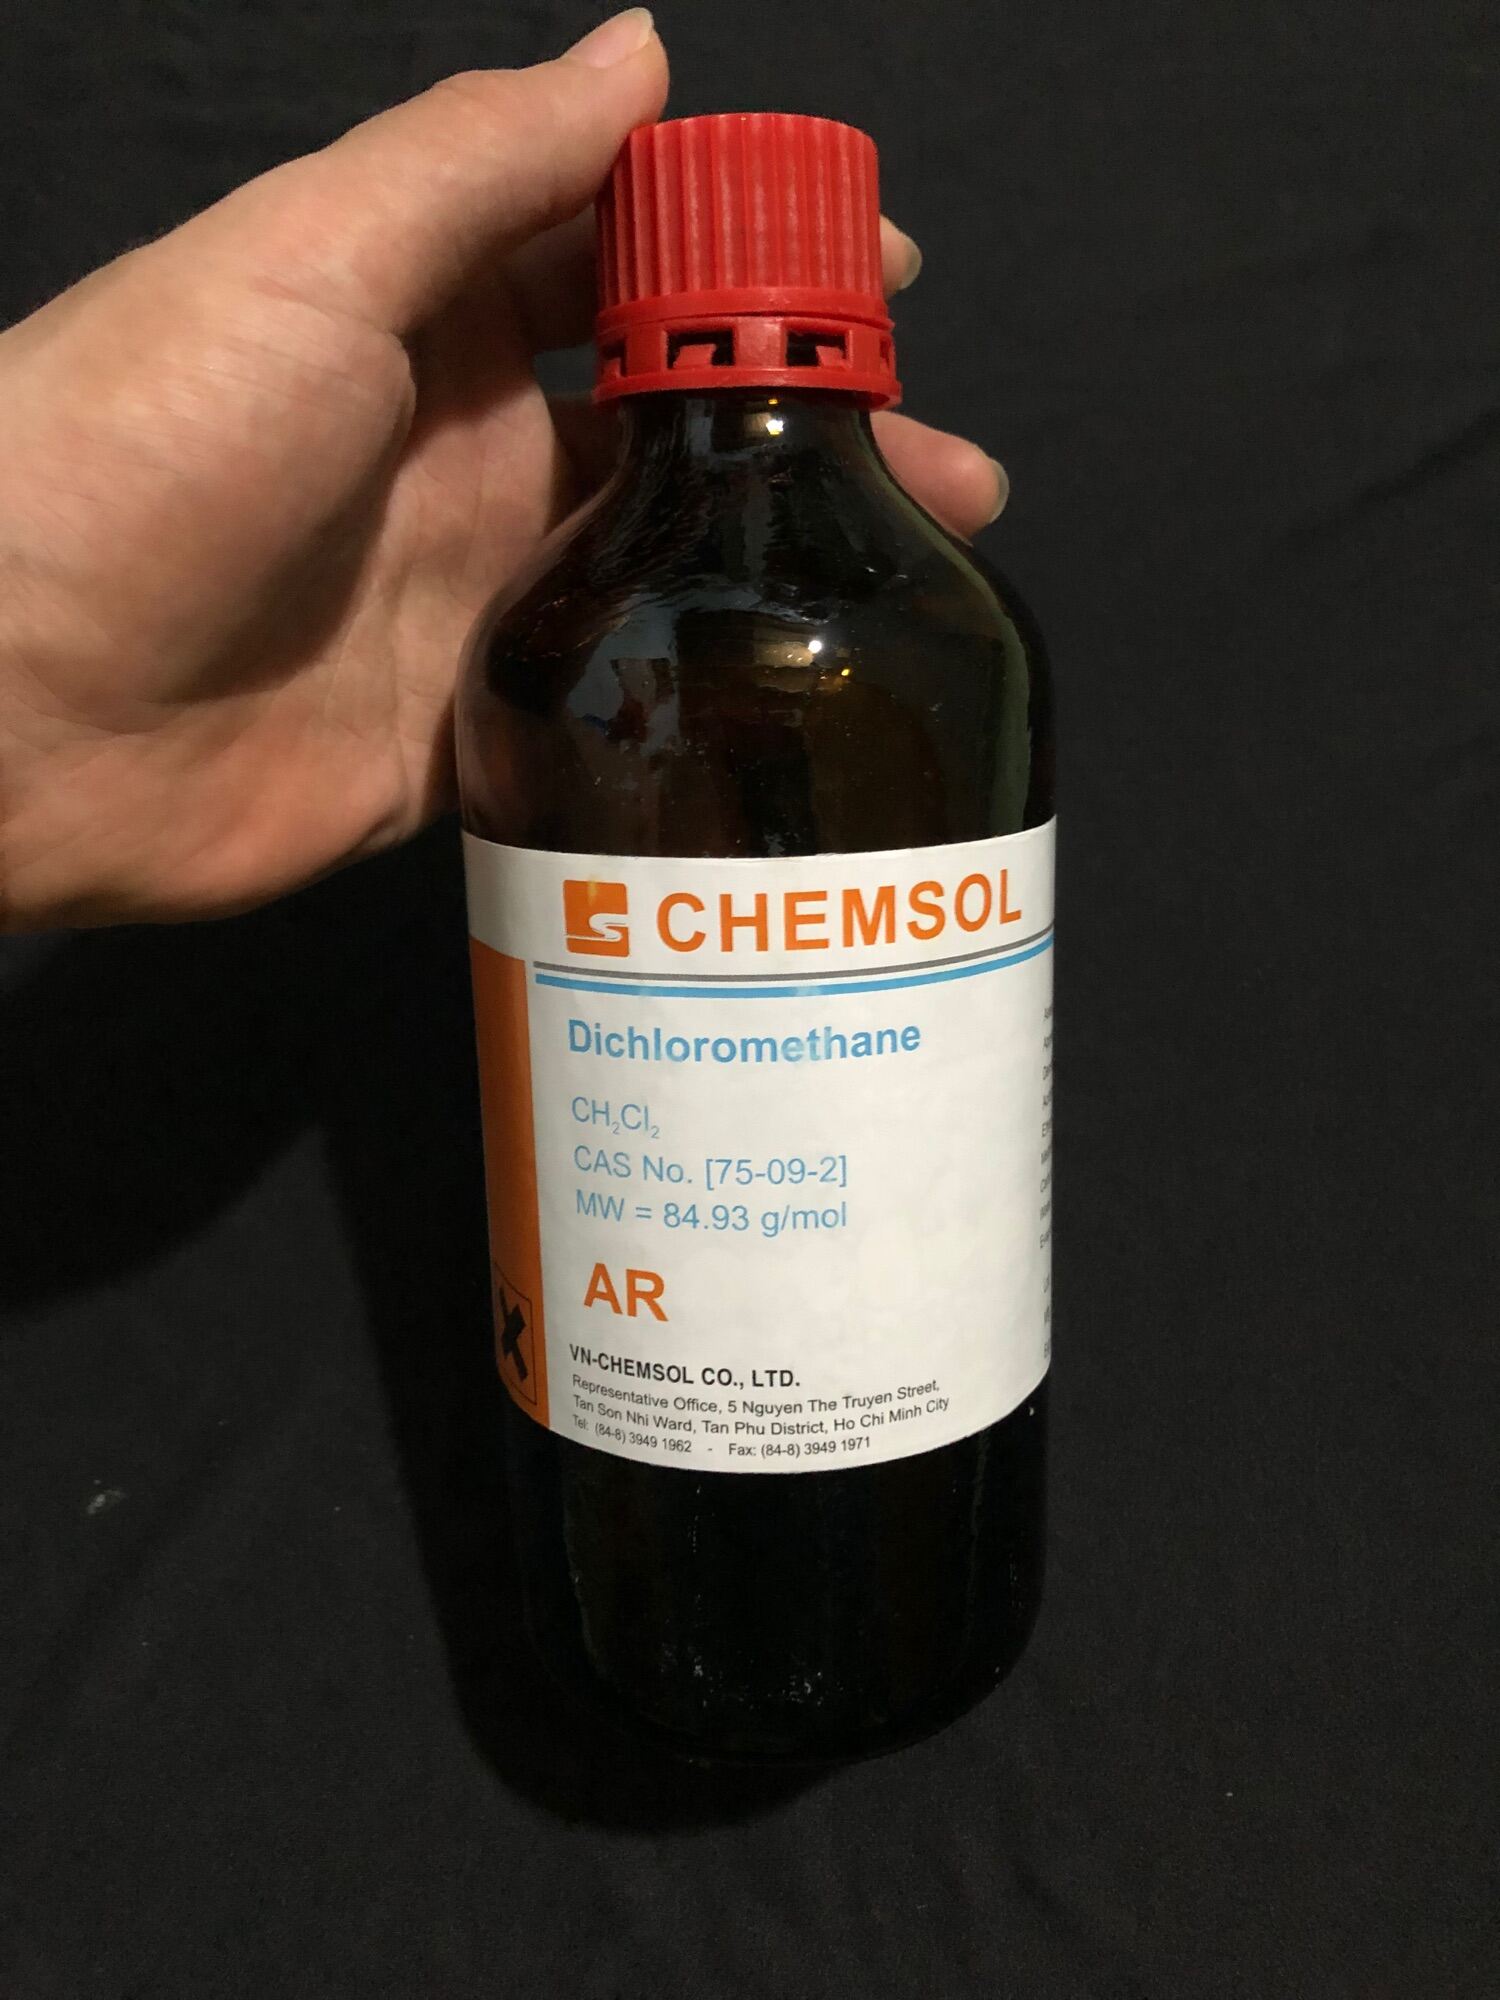 CHEMSOL
Dichloromethane
CH₂Cl₂
CAS No. [75-09-2]
MW = 84.93 g/mol
AR
VN-CHEMSOL CO., LTD.
Representative Office, 5 Nguyen The Truyen Street,
Tan Son Nhi Ward, Tan Phu District, Ho Chi Minh City
Tel: (84-8) 3949 1962 - Fax: (84-8) 3949 1971